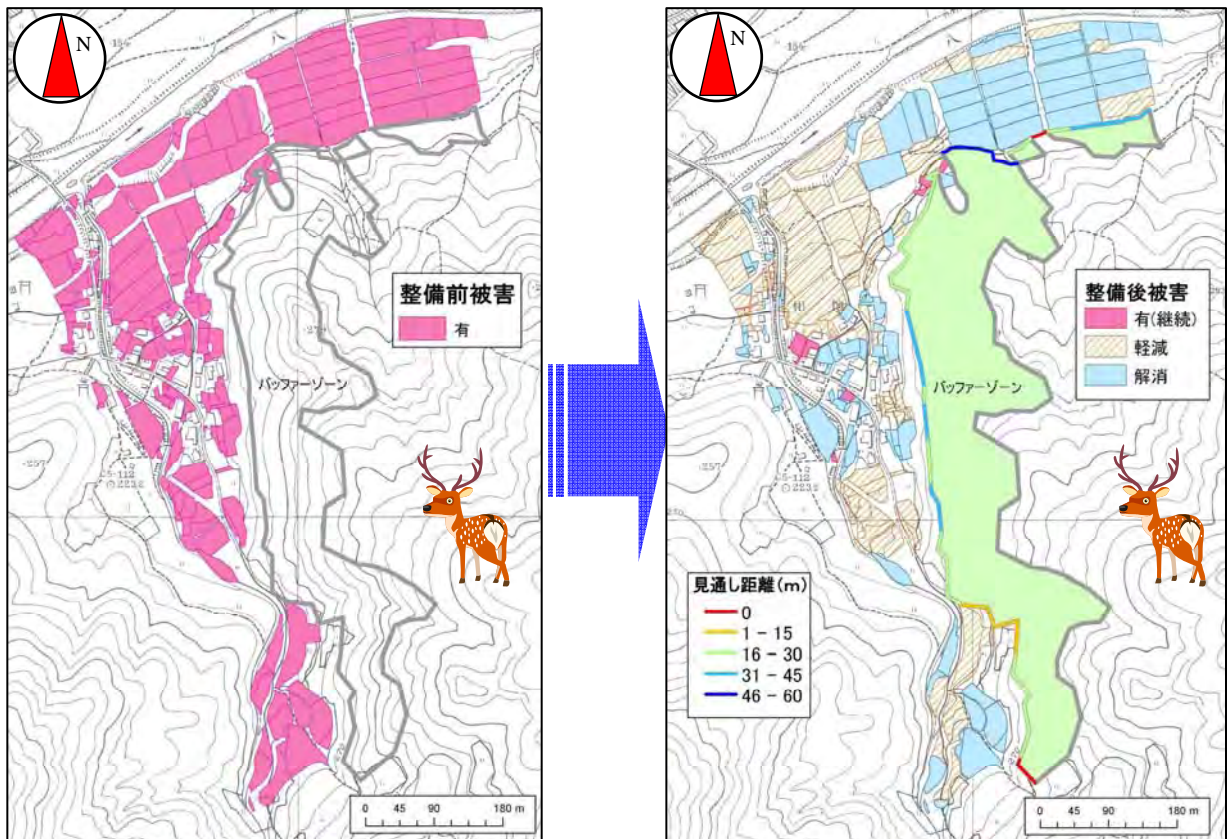 N
整備前被害
有
バッファーゾーン
0 45 90 180 m
N
整備後被害
有(継続)
軽減
解消
バッファーゾーン
見通し距離(m)
0
1 - 15
16 - 30
31 - 45
46 - 60
0 45 90 180 m